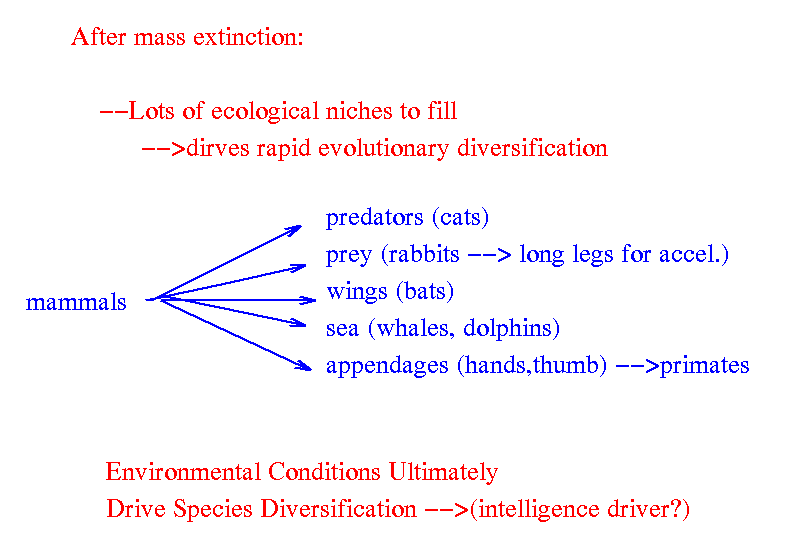 After mass extinction:
--Lots of ecological niches to fill
-->dirves rapid evolutionary diversification
predators (cats)
prey (rabbits --> long legs for accel.)
mammals
wings (bats)
sea (whales, dolphins)
appendages (hands,thumb) -->primates
Environmental Conditions Ultimately
Drive Species Diversification -->(intelligence driver?)